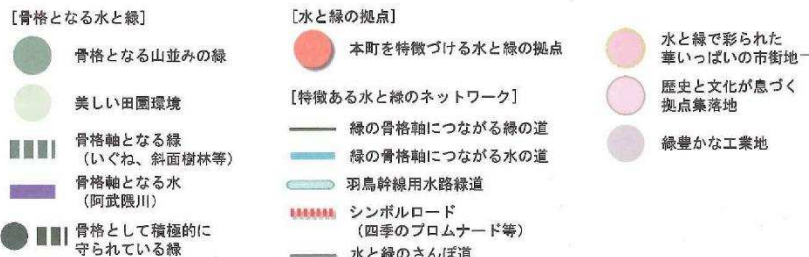 [骨格となる水と緑]
骨格となる山並みの緑
美しい田園環境
骨格軸となる緑
(いぐね、斜面樹林等)
骨格軸となる水
(阿武隈川)
骨格として積極的に
守られている緑
[水と緑の拠点]
本町を特徴づける水と緑の拠点
[特徴ある水と緑のネットワーク]
緑の骨格軸につながる緑の道
緑の骨格軸につながる水の道
羽鳥幹線用水路緑道
シンボルロード
(四季のプロムナード等)
水と緑のさんぽ道
水と緑で彩られた
華いっぱいの市街地
歴史と文化が息づく
拠点集落地
緑豊かな工業地